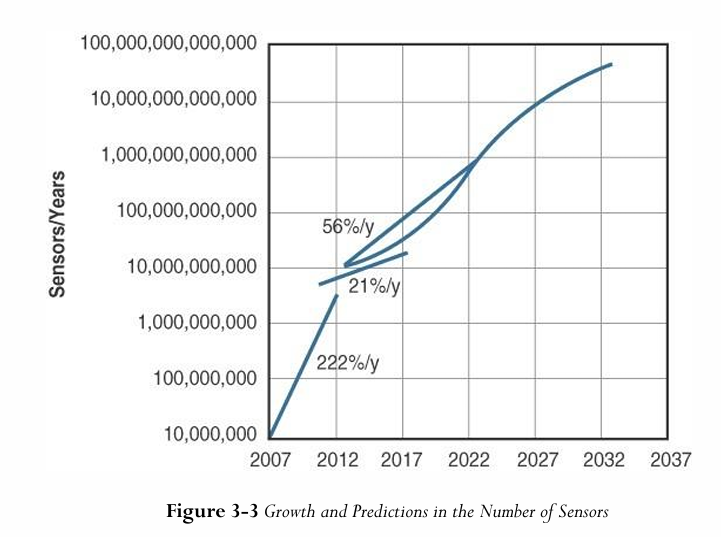 100,000,000,000,000
10,000,000,000,000
1,000,000,000,000
100,000,000,000
10,000,000,000
1,000,000,000
100,000,000
10,000,000
Sensors/Years
56%/y
21%/y
222%/y
2007 2012 2017 2022 2027 2032 2037
Figure 3-3 Growth and Predictions in the Number of Sensors